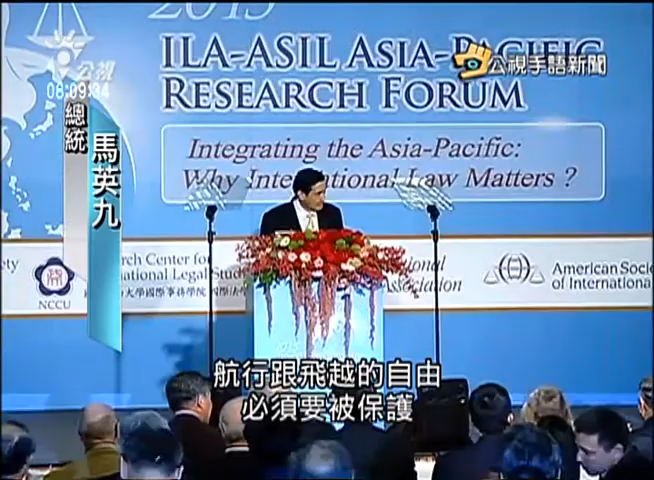 2015
ILA-ASIL ASIA-PACIFIC
RESEARCH FORUM
Integrating the Asia-Pacific:
Why International Law Matters ?
公視
08:09:34
公視手語新聞
總統
馬英九
NCCU
American Society
of International
航行跟飛越的自由
必須要被保護